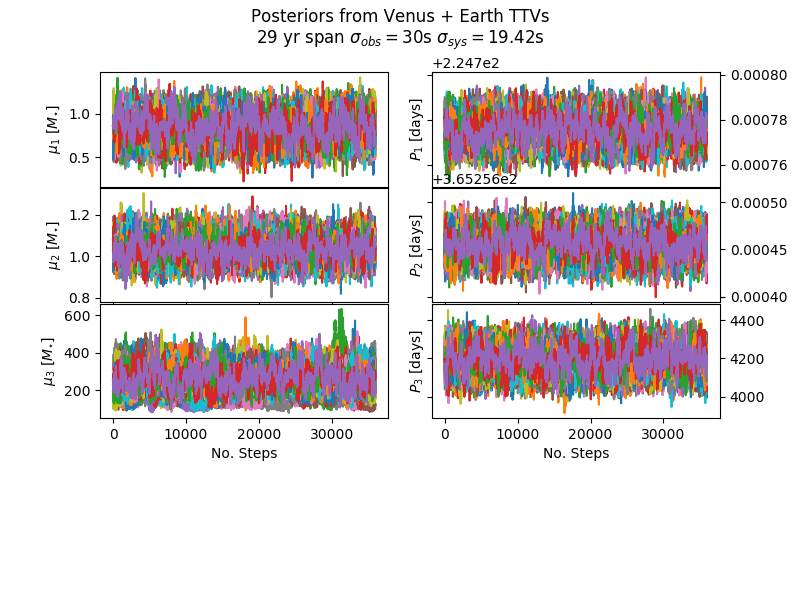 Posteriors from Venus + Earth TTVs
29 yr span σobs = 30s σsys = 19.42s
μ1 [M.]
1.0
0.5
+2.247e2
P1 [days]
0.00080
0.00078
0.00076
μ2 [M.]
1.2
1.0
0.8
+3.65256e2
P2 [days]
0.00050
0.00045
0.00040
μ3 [M.]
600
400
200
0 10000 20000 30000
No. Steps
P3 [days]
4400
4200
4000
0 10000 20000 30000
No. Steps